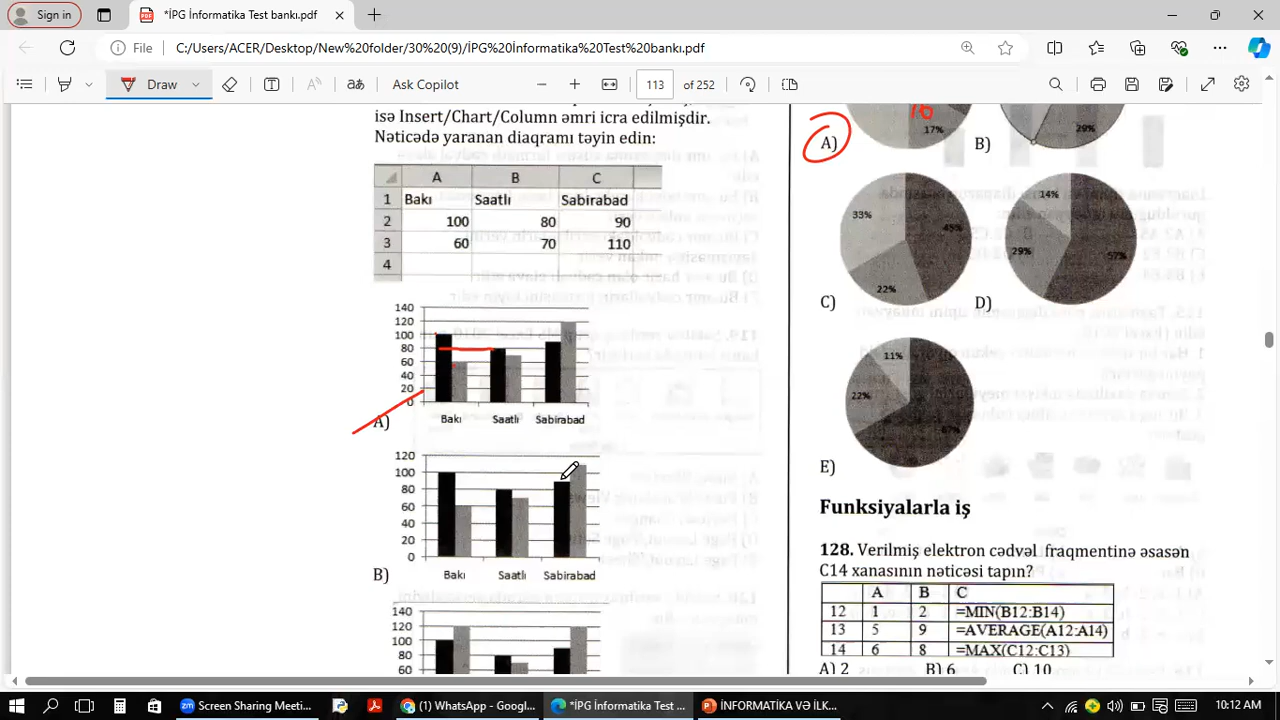 Sign in
*İPG İnformatika Test bankı.pdf
File
C:/Users/ACER/Desktop/New%20folder/30%20(9)/İPG%20İnformatika%20Test%20bankı.pdf
Draw
Ask Copilot
113 of 252
isə Insert/Chart/Column əmri icra edilmişdir.
Nəticədə yaranan diaqramı təyin edin:
A B C
1 Bakı Saatlı Sabirabad
2 100 80 90
3 60 70 110
4
140
120
100
80
60
40
20
0
Bakı Saatlı Sabirabad
A)
120
100
80
60
40
20
0
Bakı Saatlı Sabirabad
B)
140
120
100
80
60
16
17%
A)
29%
B)
33%
45%
22%
C)
14%
29%
57%
D)
11%
22%
67%
E)
Funksiyalarla iş
128. Verilmiş elektron cədvəl fraqmentinə əsasən
C14 xanasının nəticəsi tapın?
A B C
12 1 2 =MIN(B12:B14)
13 5 9 =AVERAGE(A12:A14)
14 6 8 =MAX(C12:C13)
A) 2 B) 6 C) 10
Screen Sharing Meeti...
(1) WhatsApp - Googl...
*İPG İnformatika Test ...
İNFORMATİKA VƏ İLK...
10:12 AM